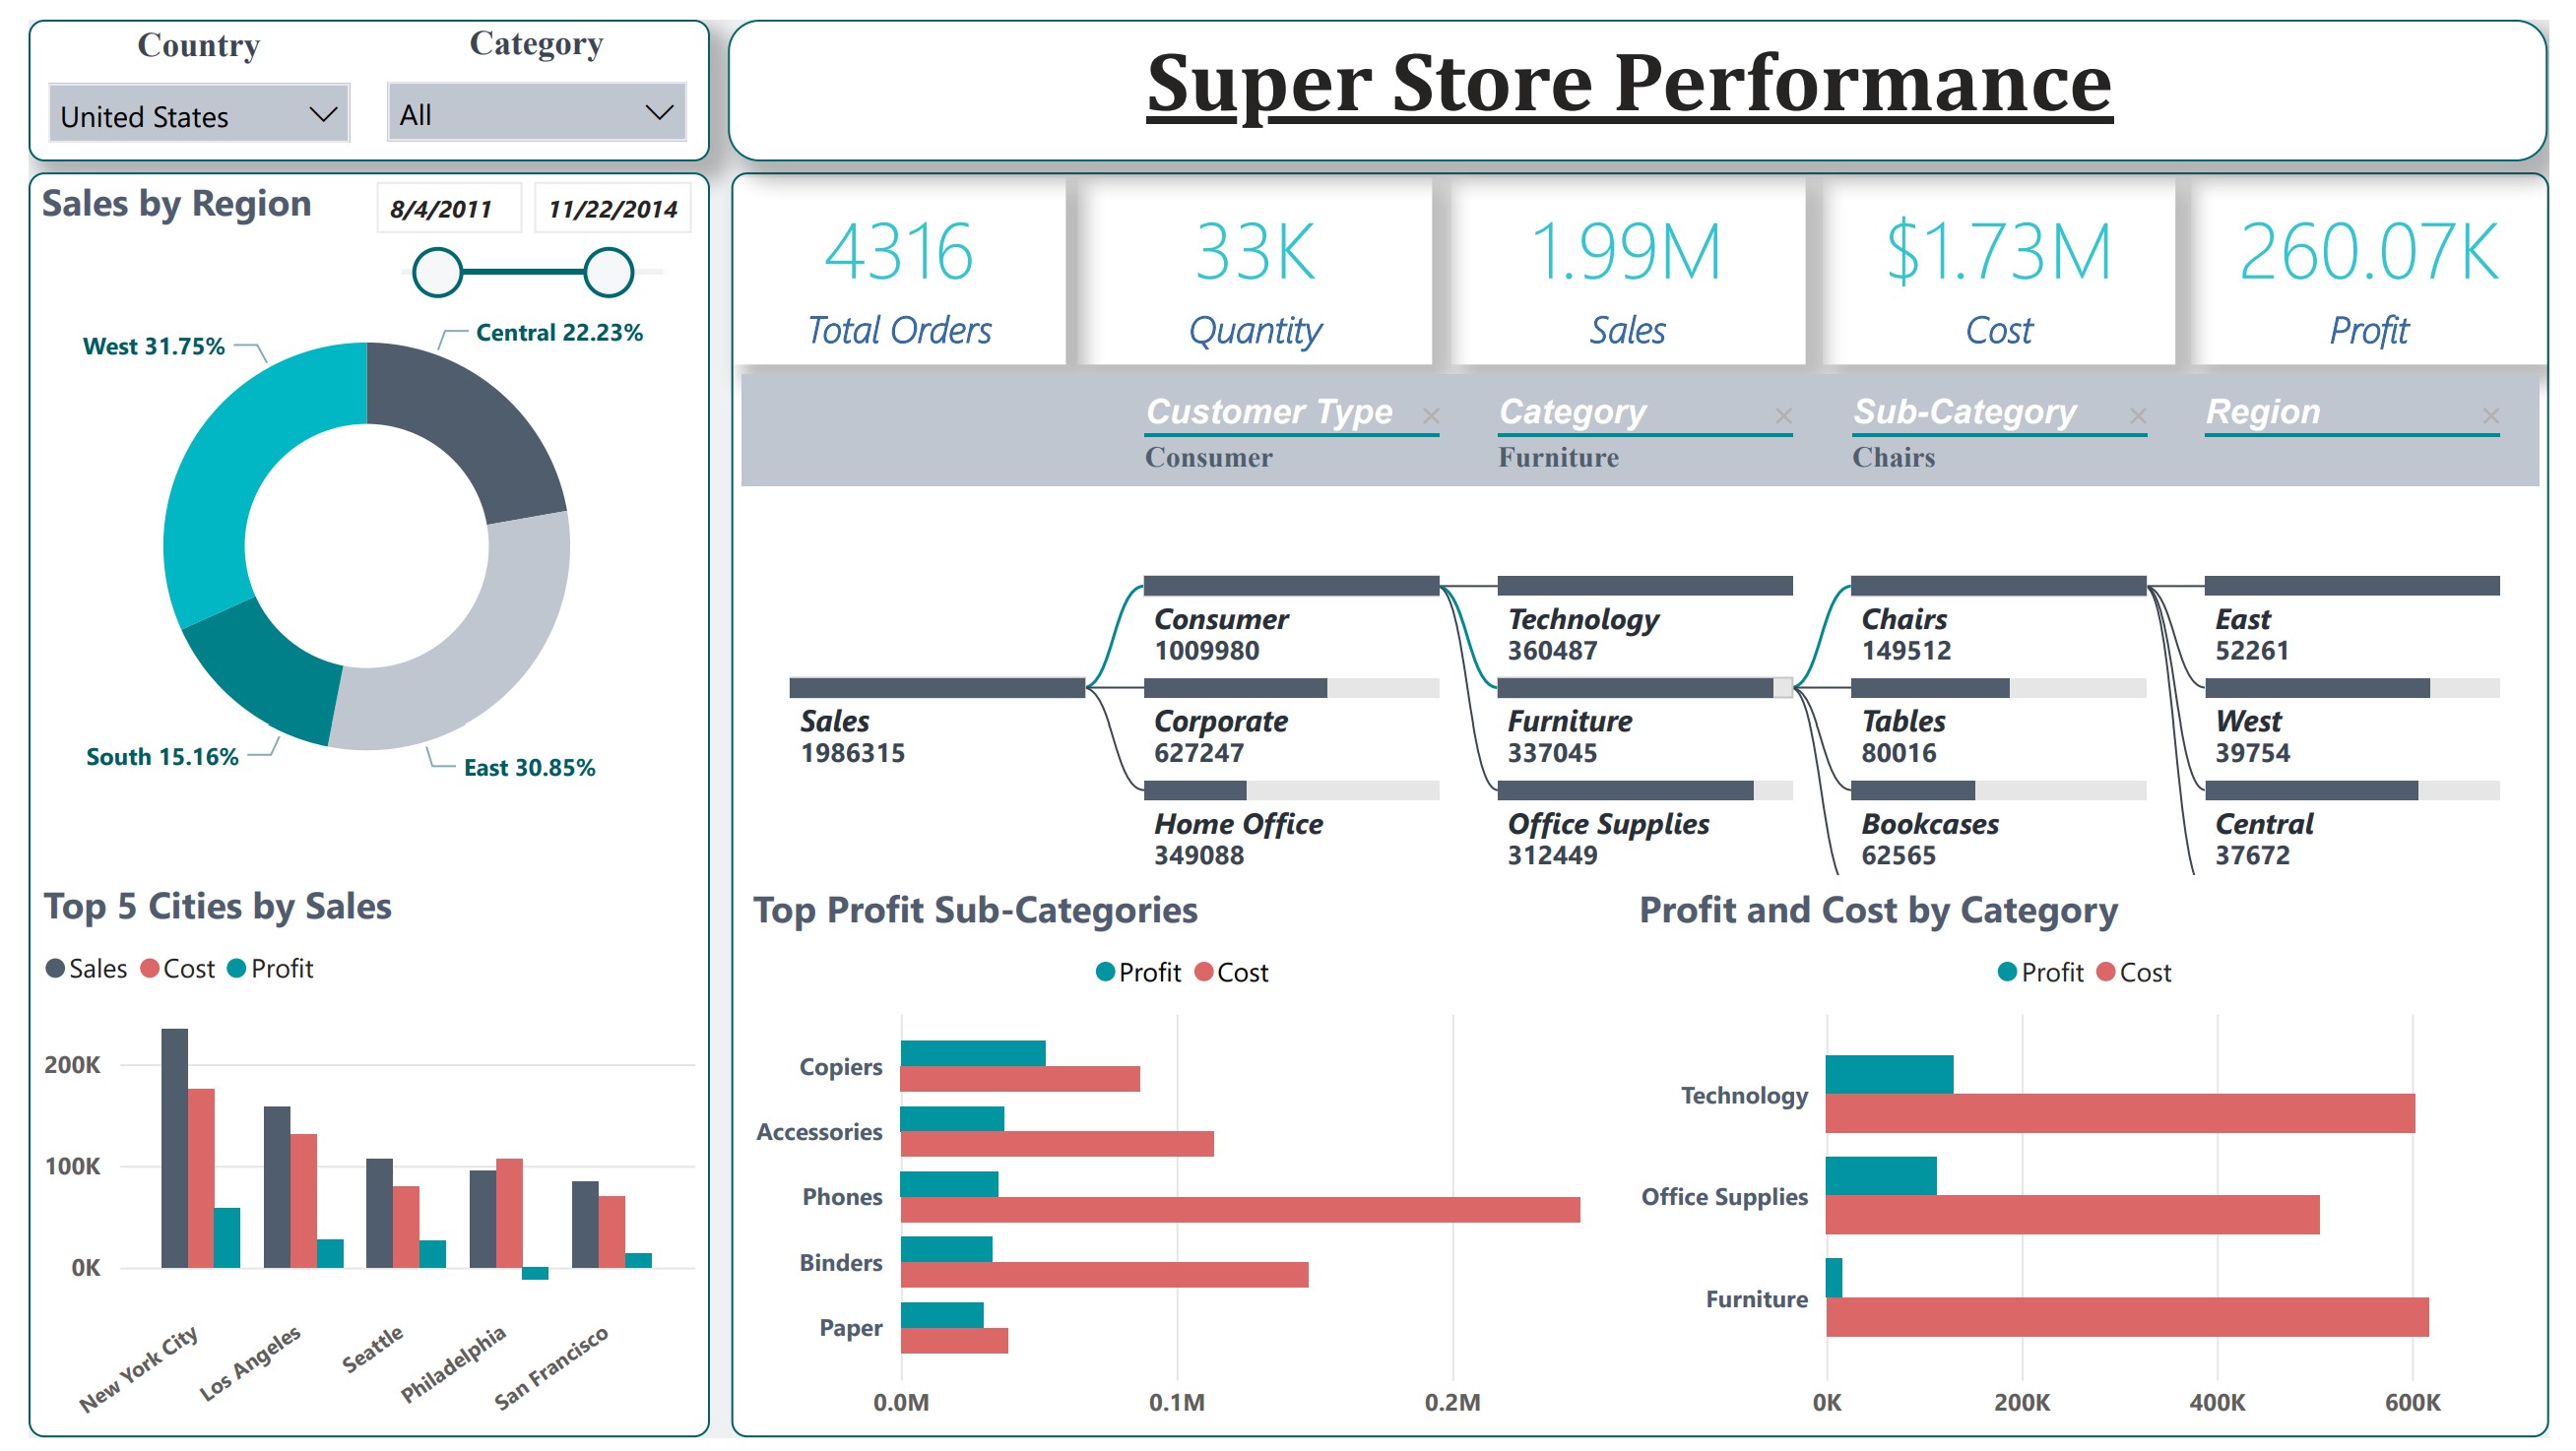 Country
Category
United States
All
Super Store Performance
Sales by Region
8/4/2011
11/22/2014
West 31.75%
Central 22.23%
South 15.16%
East 30.85%
4316
Total Orders
33K
Quantity
1.99M
Sales
$1.73M
Cost
260.07K
Profit
Customer Type
Category
Sub-Category
Region
Consumer
Furniture
Chairs
Sales
1986315
Consumer
1009980
Corporate
627247
Home Office
349088
Technology
360487
Furniture
337045
Office Supplies
312449
Chairs
149512
Tables
80016
Bookcases
62565
East
52261
West
39754
Central
37672
Top 5 Cities by Sales
Sales Cost Profit
200K
100K
0K
New York City
Los Angeles
Seattle
Philadelphia
San Francisco
Top Profit Sub-Categories
Profit Cost
Copiers
Accessories
Phones
Binders
Paper
0.0M
0.1M
0.2M
Profit and Cost by Category
Profit Cost
Technology
Office Supplies
Furniture
0K
200K
400K
600K